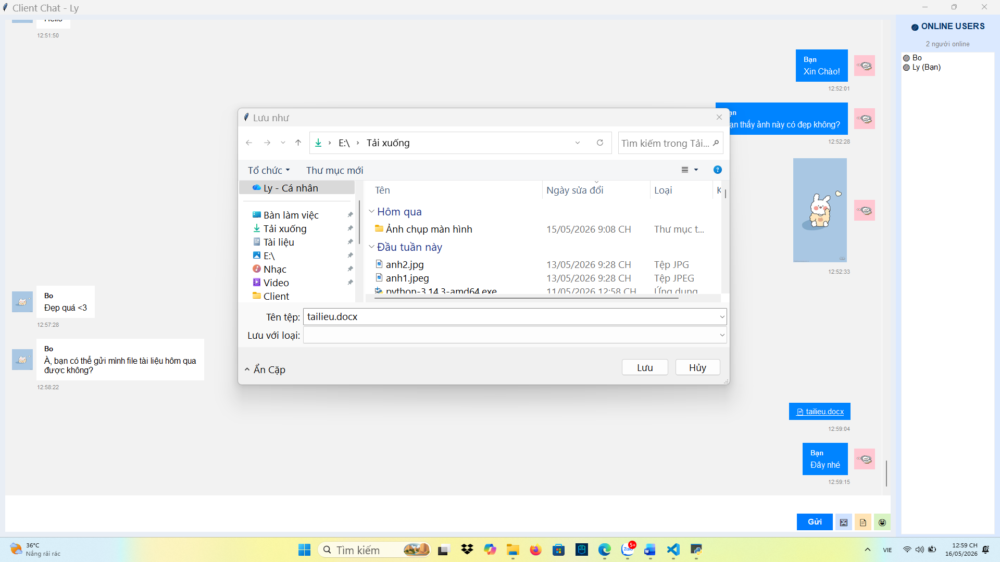 Client Chat - Ly
Hello
12:51:50
Bạn
Xin Chào!
12:52:01
ạn thấy ảnh này có đẹp không?
12:52:28
12:52:33
Bo
Đẹp quá <3
12:57:28
Bo
À, bạn có thể gửi mình file tài liệu hôm qua
được không?
12:58:22
tailieu.docx
12:59:04
Bạn
Đây nhé
12:59:15
Gửi
ONLINE USERS
2 người online
Bo
Ly (Bạn)
Lưu như
E:\ › Tải xuống
Tìm kiếm trong Tải...
Tổ chức
Thư mục mới
Ly - Cá nhân
Bàn làm việc
Tải xuống
Tài liệu
E:\
Nhạc
Video
Client
Tên Ngày sửa đổi Loại K
Hôm qua
Ảnh chụp màn hình 15/05/2026 9:08 CH Thư mục t...
Đầu tuần này
anh2.jpg 13/05/2026 9:28 CH Tệp JPG
anh1.jpeg 13/05/2026 9:28 CH Tệp JPEG
python-3.14.3-amd64.exe 11/05/2026 12:58 CH Ứng dụng
Tên tệp: tailieu.docx
Lưu với loại:
Ẩn Cặp
Lưu
Hủy
36°C
Nắng rải rác
Tìm kiếm
Zalo
5+
VIE
12:59 CH
16/05/2026